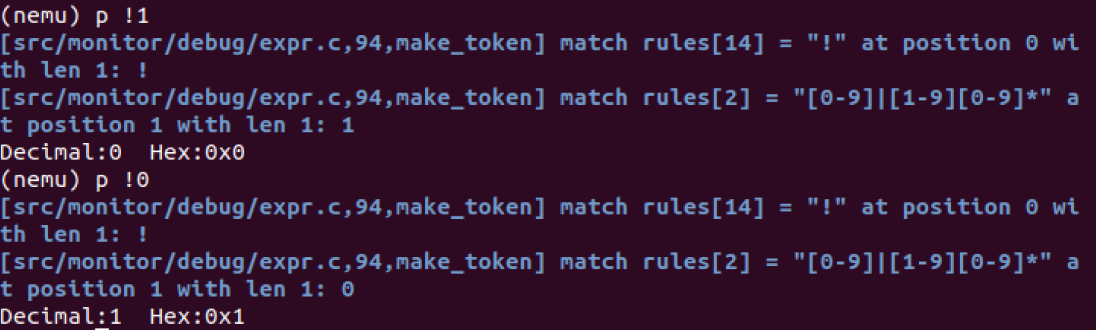 (nemu) p !1
[src/monitor/debug/expr.c,94,make_token] match rules[14] = "!" at position 0 wi
th len 1: !
[src/monitor/debug/expr.c,94,make_token] match rules[2] = "[0-9]|[1-9][0-9]*" a
t position 1 with len 1: 1
Decimal:0  Hex:0x0
(nemu) p !0
[src/monitor/debug/expr.c,94,make_token] match rules[14] = "!" at position 0 wi
th len 1: !
[src/monitor/debug/expr.c,94,make_token] match rules[2] = "[0-9]|[1-9][0-9]*" a
t position 1 with len 1: 0
Decimal:1  Hex:0x1